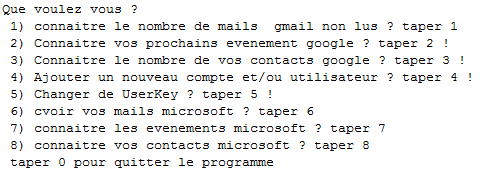 Que voulez vous ?
1) connaitre le nombre de mails  gmail non lus ? taper 1
2) Connaitre vos prochains evenement google ? taper 2 !
3) Connaitre le nombre de vos contacts google ? taper 3 !
4) Ajouter un nouveau compte et/ou utilisateur ? taper 4 !
5) Changer de UserKey ? taper 5 !
6) cvoir vos mails microsoft ? taper 6
7) connaitre les evenements microsoft ? taper 7
8) connaitre vos contacts microsoft ? taper 8
taper 0 pour quitter le programme